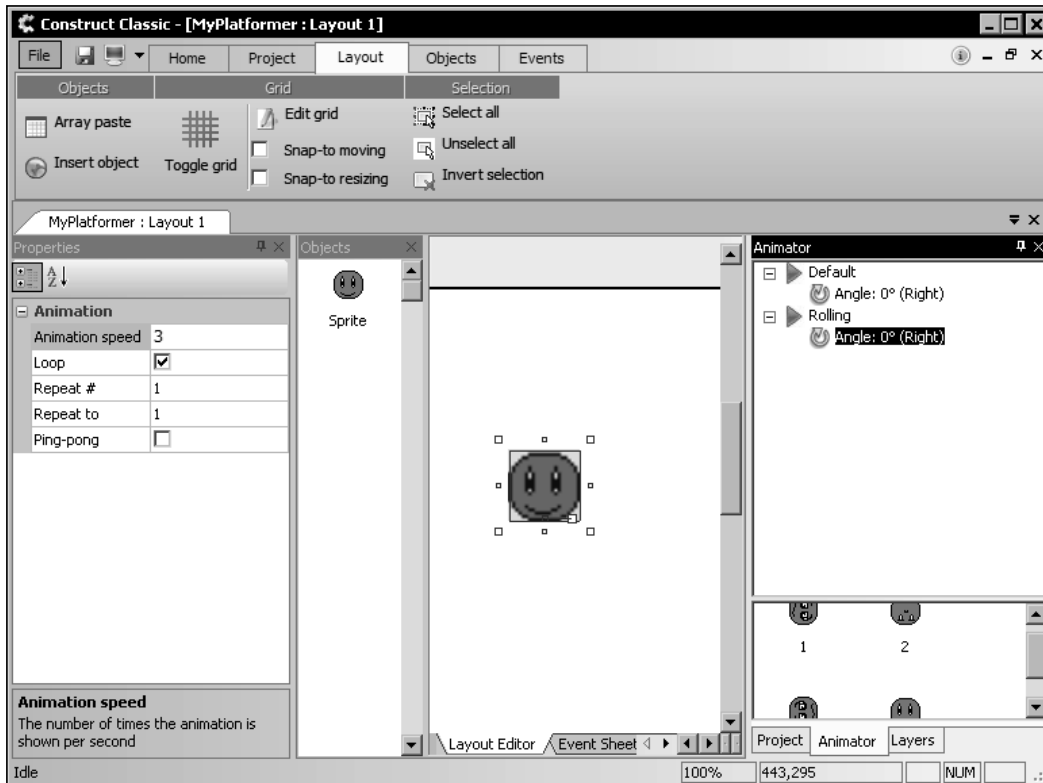 Construct Classic - [MyPlatformer : Layout 1]
File Home Project Layout Objects Events
Objects Grid Selection
Array paste
Insert object
Toggle grid
Edit grid
Snap-to moving
Snap-to resizing
Select all
Unselect all
Invert selection
MyPlatformer : Layout 1
Properties
Animation
Animation speed 3
Loop
Repeat # 1
Repeat to 1
Ping-pong
Animation speed
The number of times the animation is
shown per second
Objects
Sprite
Layout Editor Event Sheet
Animator
Default
Angle: 0° (Right)
Rolling
Angle: 0° (Right)
1 2
Project Animator Layers
Idle 100% 443,295 NUM